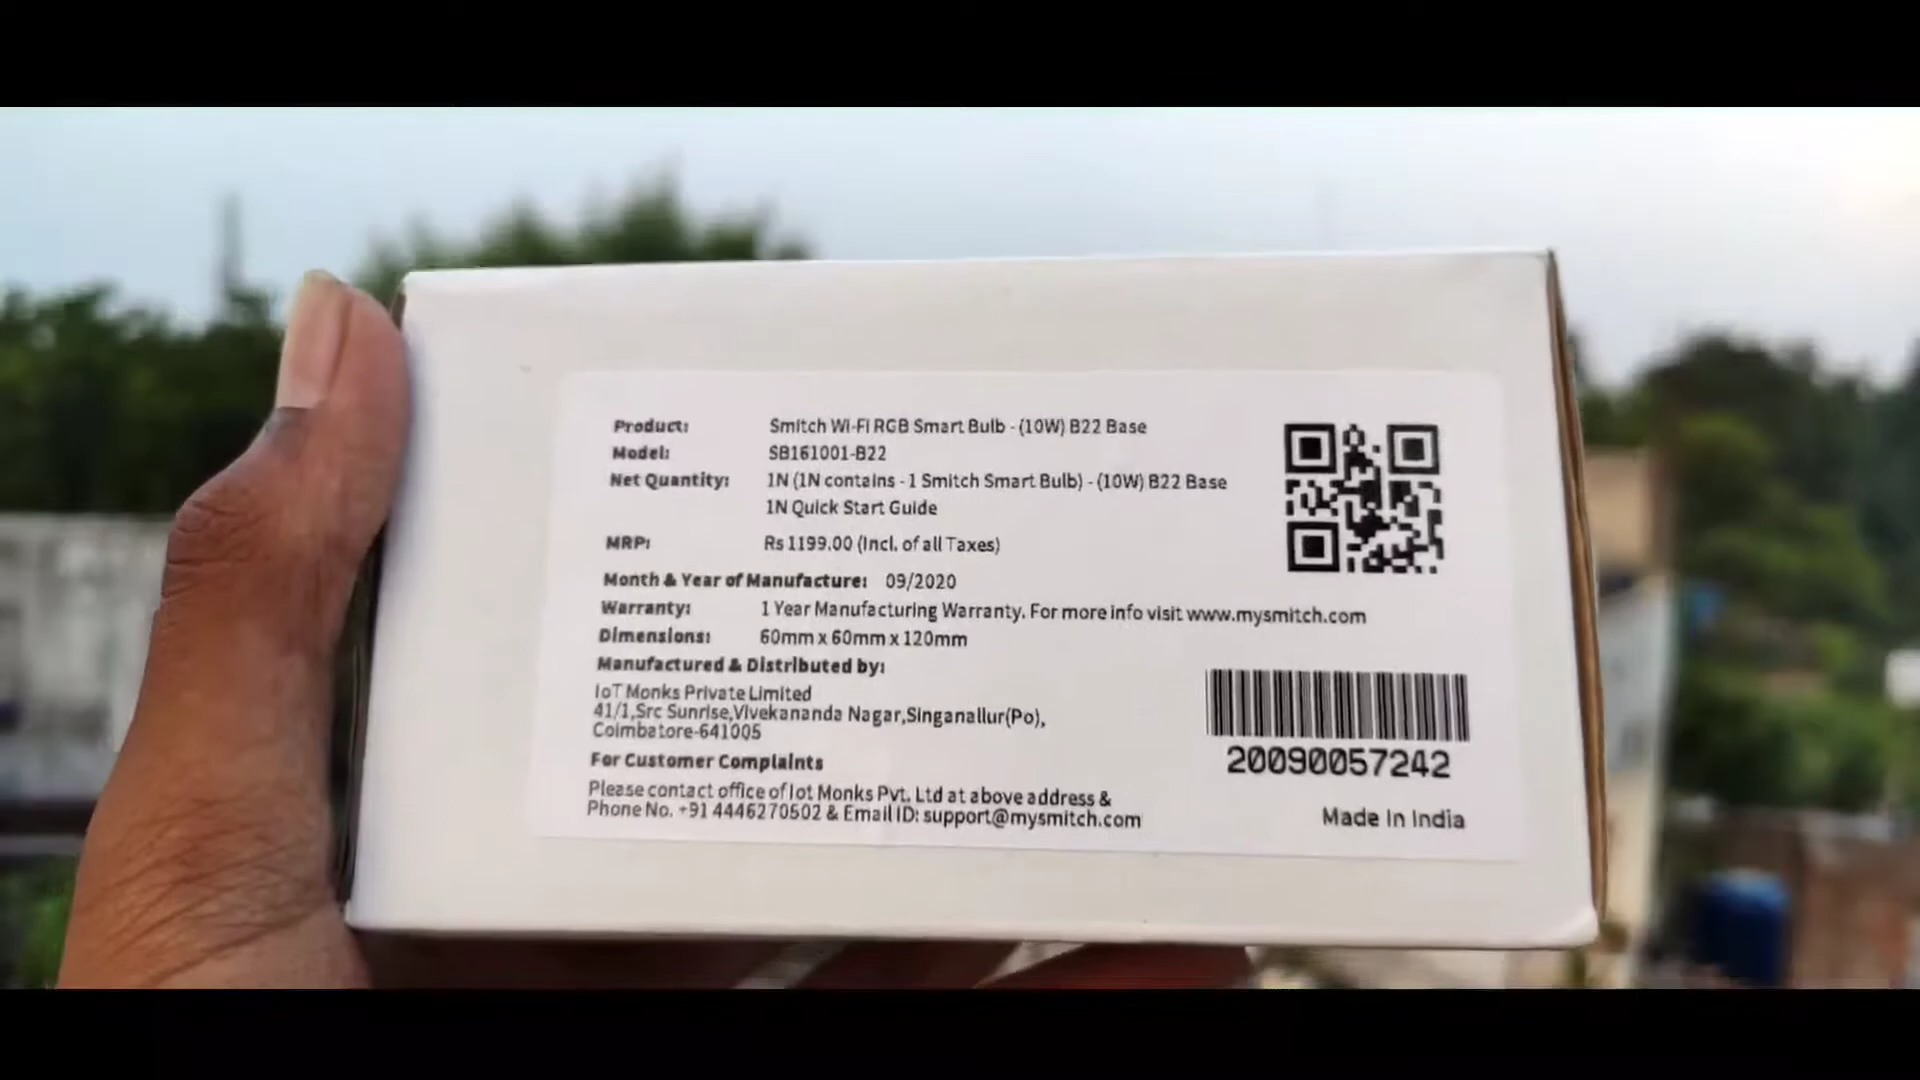 Product: Smitch Wi-Fi RGB Smart Bulb - (10W) B22 Base
Model: SB161001-B22
Net Quantity: 1N (1N contains - 1 Smitch Smart Bulb) - (10W) B22 Base
1N Quick Start Guide
MRP: Rs 1199.00 (Incl. of all Taxes)
Month & Year of Manufacture: 09/2020
Warranty: 1 Year Manufacturing Warranty. For more info visit www.mysmitch.com
Dimensions: 60mm x 60mm x 120mm
Manufactured & Distributed by:
IoT Monks Private Limited
41/1,Src Sunrise,Vivekananda Nagar,Singanallur(Po),
Coimbatore-641005
For Customer Complaints
Please contact office of Iot Monks Pvt. Ltd at above address &
Phone No. +91 4446270502 & Email ID: support@mysmitch.com
20090057242
Made In India